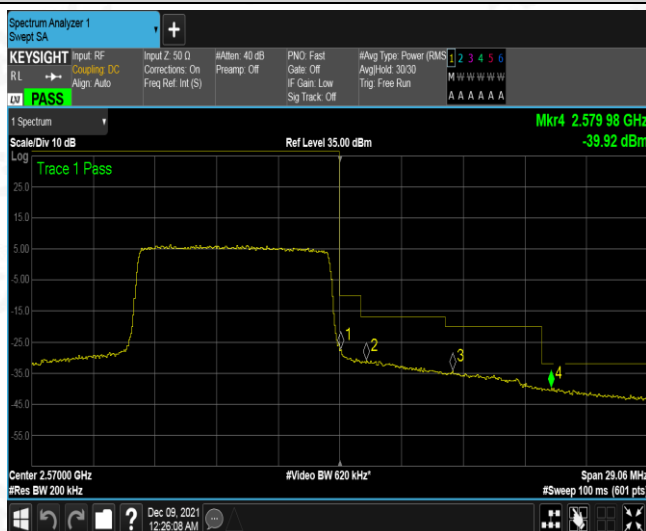 Spectrum Analyzer 1
Swept SA
+
KEYSIGHT
RL
Input: RF
Coupling: DC
Align: Auto
Input Z: 50 Ω
Corrections: On
Freq Ref: Int (S)
#Atten: 40 dB
Preamp: Off
PNO: Fast
Gate: Off
IF Gain: Low
Sig Track: Off
#Avg Type: Power (RMS
Avg|Hold: 30/30
Trig: Free Run
1 2 3 4 5 6
M W W W W W
A A A A A A
LXI PASS
1 Spectrum
Mkr4 2.579 98 GHz
Scale/Div 10 dB
Ref Level 35.00 dBm
-39.92 dBm
Log
Trace 1 Pass
25.0
15.0
5.00
-5.00
-15.0
-25.0
-35.0
-45.0
-55.0
1
2
3
4
Center 2.57000 GHz
#Video BW 620 kHz*
Span 29.06 MHz
#Res BW 200 kHz
#Sweep 100 ms (601 pts)
?
Dec 09, 2021
12:26:08 AM